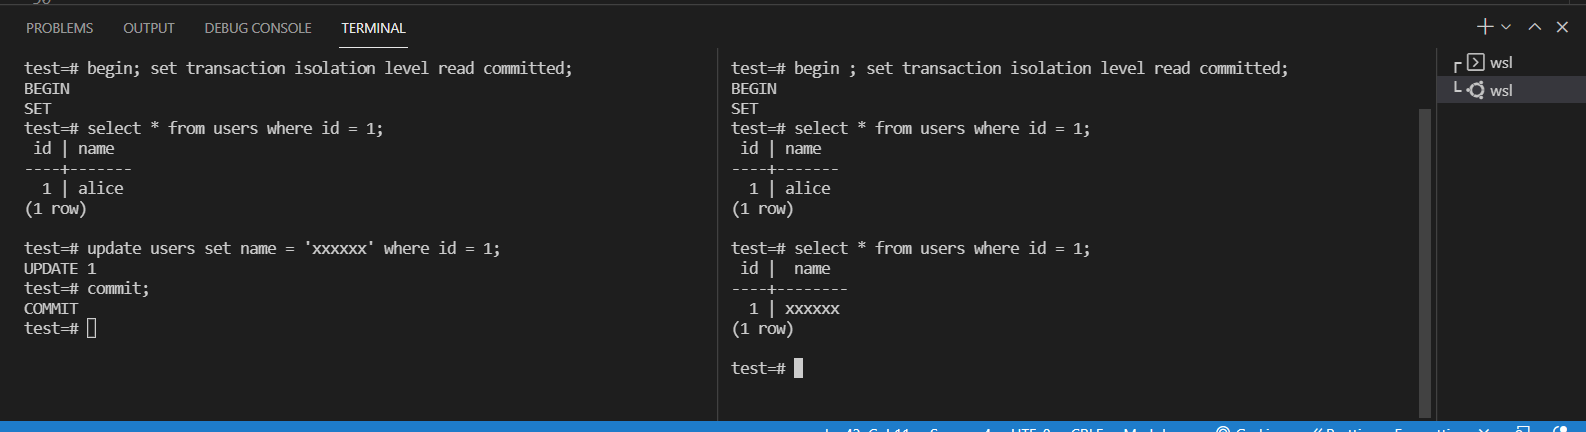 PROBLEMS OUTPUT DEBUG CONSOLE TERMINAL
test=# begin; set transaction isolation level read committed;
BEGIN
SET
test=# select * from users where id = 1;
 id | name
----+-------
  1 | alice
(1 row)
test=# update users set name = 'xxxxxx' where id = 1;
UPDATE 1
test=# commit;
COMMIT
test=#
test=# begin ; set transaction isolation level read committed;
BEGIN
SET
test=# select * from users where id = 1;
 id | name
----+-------
  1 | alice
(1 row)
test=# select * from users where id = 1;
 id |  name
----+--------
  1 | xxxxxx
(1 row)
test=#
wsl
wsl